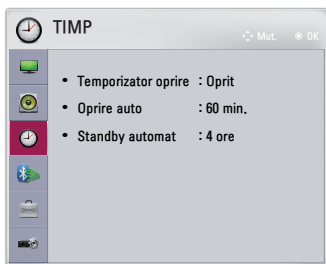 TIMP
Mut. OK
• Temporizator oprire : Oprit
• Oprire auto : 60 min.
• Standby automat : 4 ore